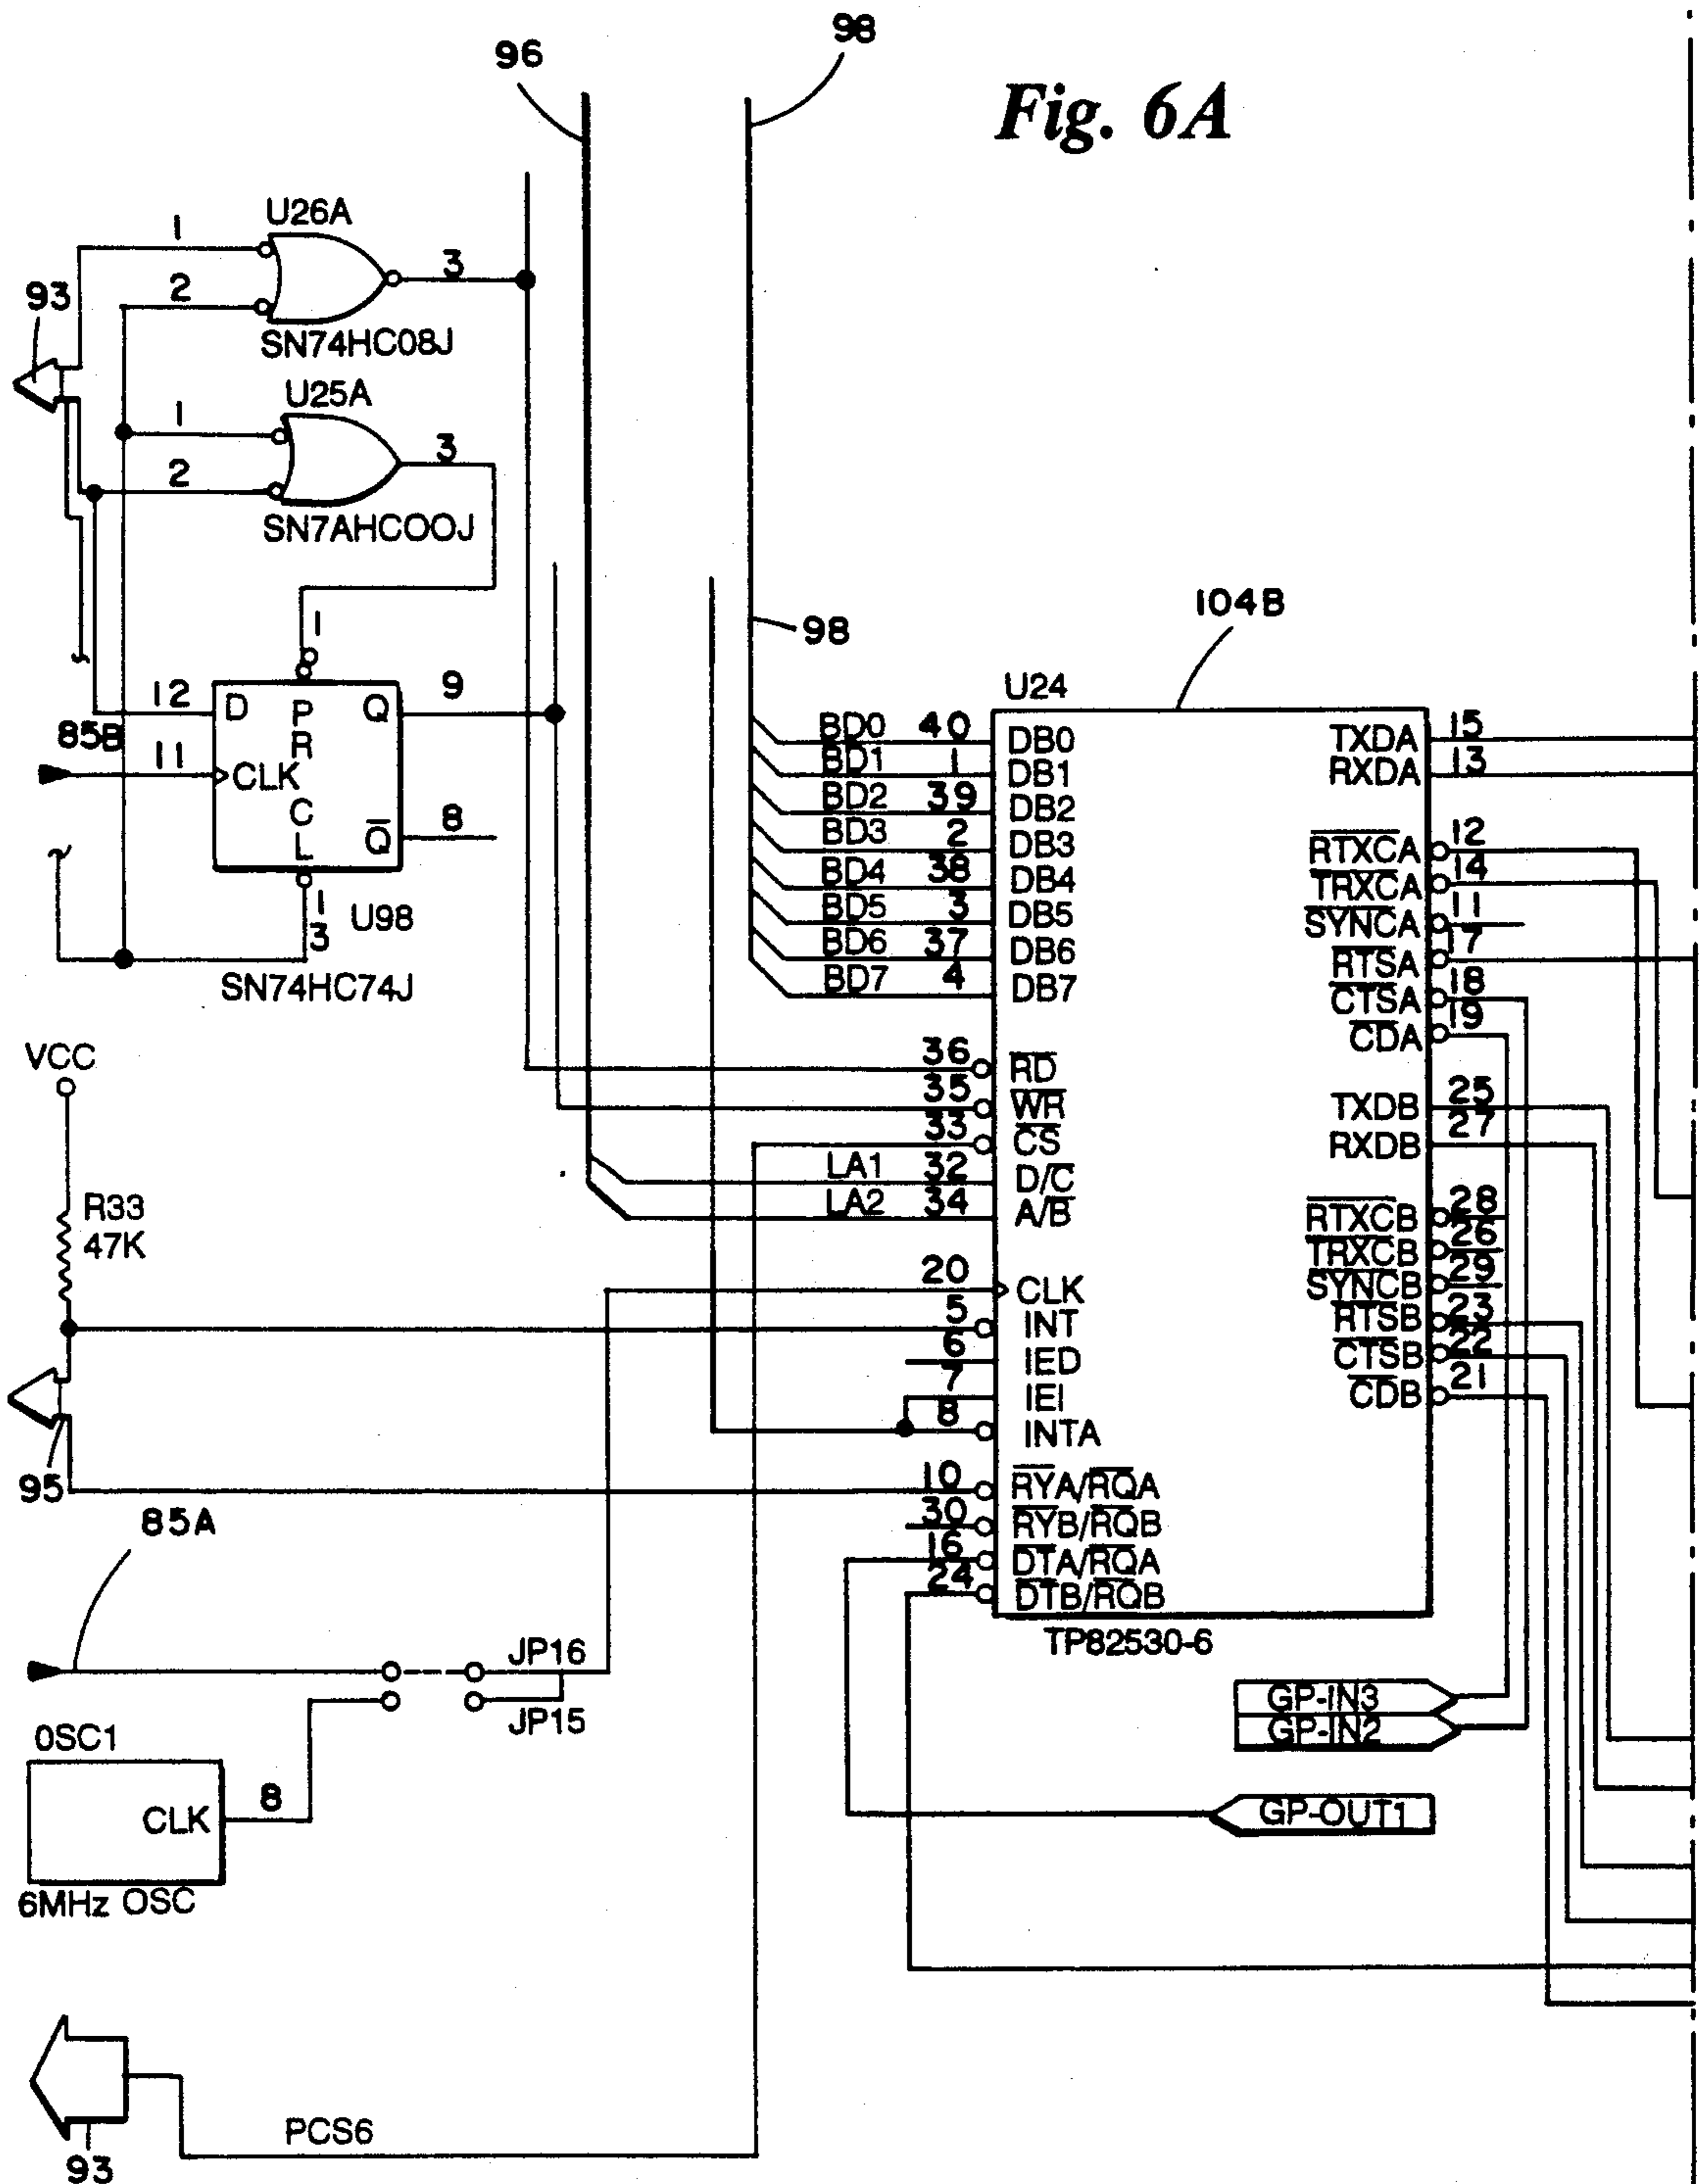 Fig. 6A
96
98
U26A
1
2
3
SN74HC08J
93
U25A
1
2
3
SN7AHC00J
98
1
12
D
PR
Q
9
85B
11
CLK
CL
Q̅
8
1
3
U98
SN74HC74J
104B
U24
BD0 40 DB0
BD1 1 DB1
BD2 39 DB2
BD3 2 DB3
BD4 38 DB4
BD5 3 DB5
BD6 37 DB6
BD7 4 DB7
36 RD
35 WR
33 CS
LA1 32 D/C
LA2 34 A/B
20 CLK
5 INT
6 IED
7 IEI
8 INTA
10 RYA/RQA
30 RYB/RQB
16 DTA/RQA
24 DTB/RQB
TXDA 15
RXDA 13
RTXCA 12
TRXCA 14
SYNCA 11
RTSA 17
CTSA 18
CDA 19
TXDB 25
RXDB 27
RTXCB 28
TRXCB 26
SYNCB 29
RTSB 23
CTSB 22
CDB 21
TP82530-6
VCC
R33
47K
95
85A
JP16
JP15
0SC1
CLK
8
6MHz OSC
GP-IN3
GP-IN2
GP-OUT1
PCS6
93